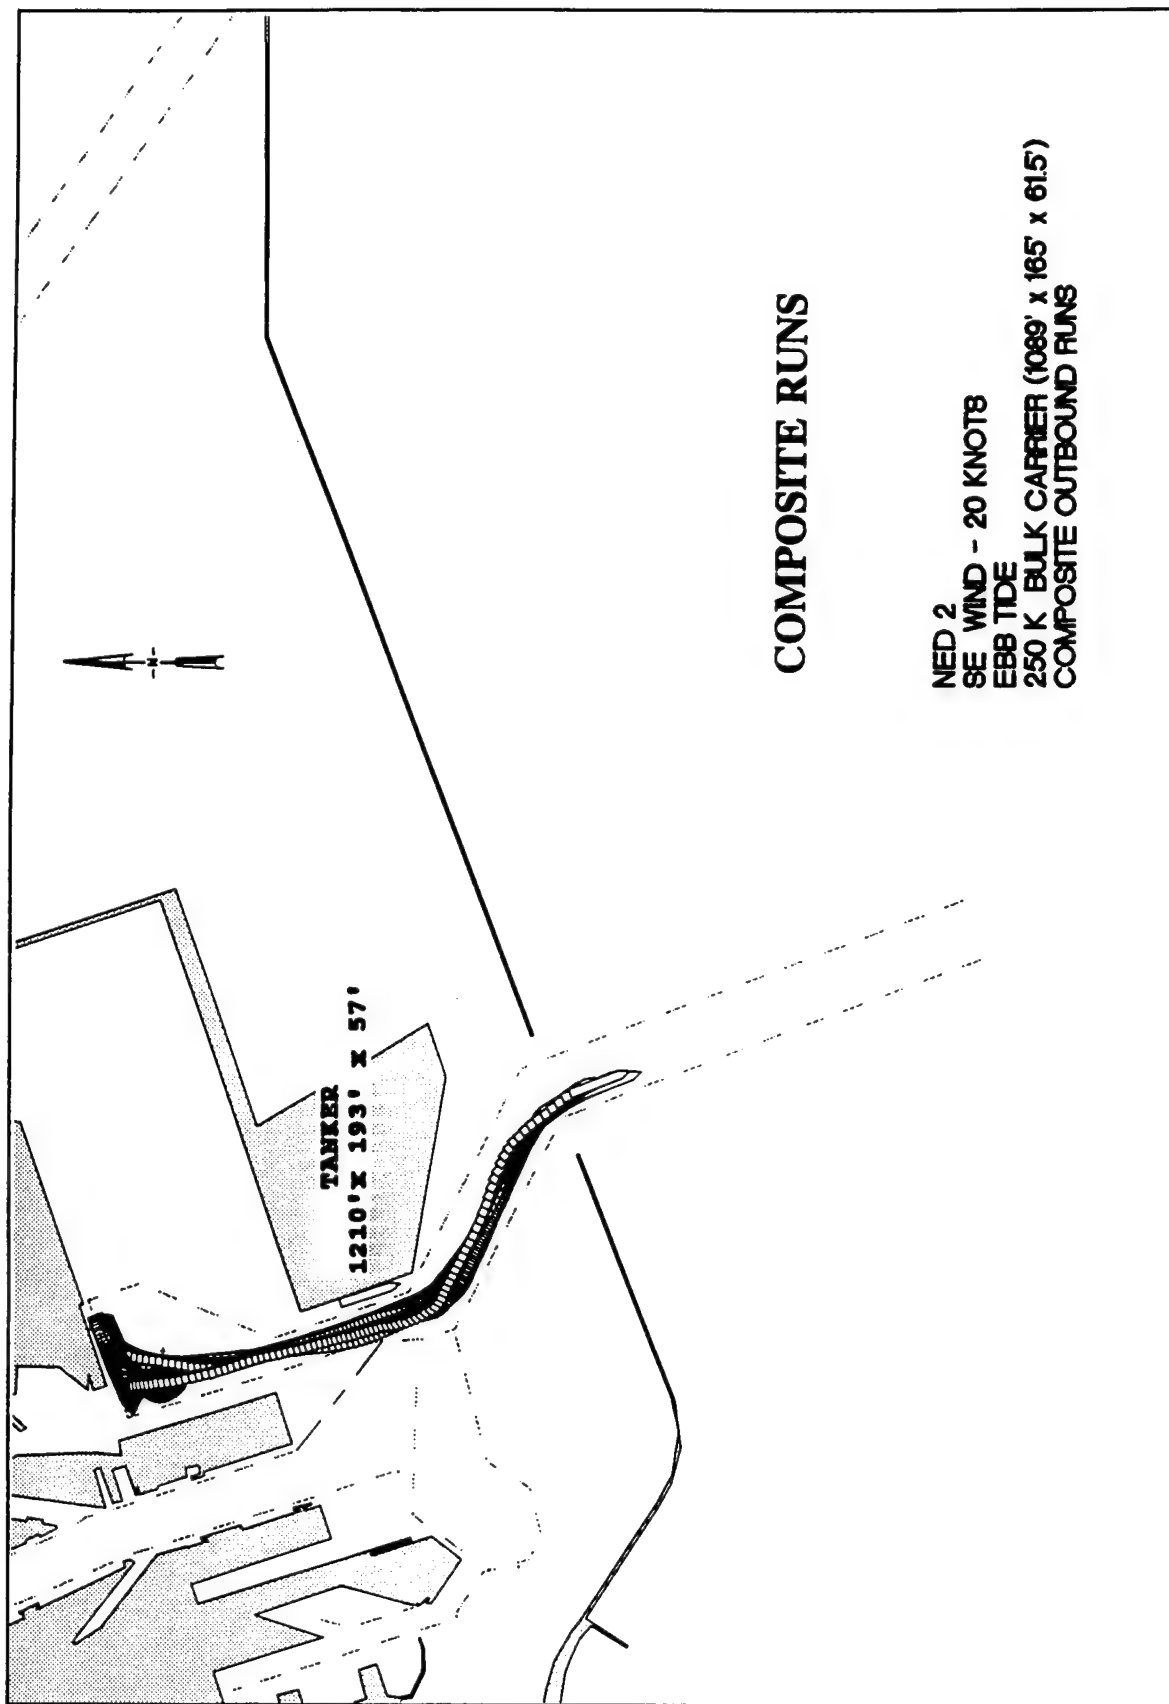 -N-
TANKER
1210'X 193' X 57'
COMPOSITE RUNS
NED 2
SE WIND - 20 KNOTS
EBB TIDE
250 K BULK CARRIER (1089' x 165' x 61.5')
COMPOSITE OUTBOUND RUNS